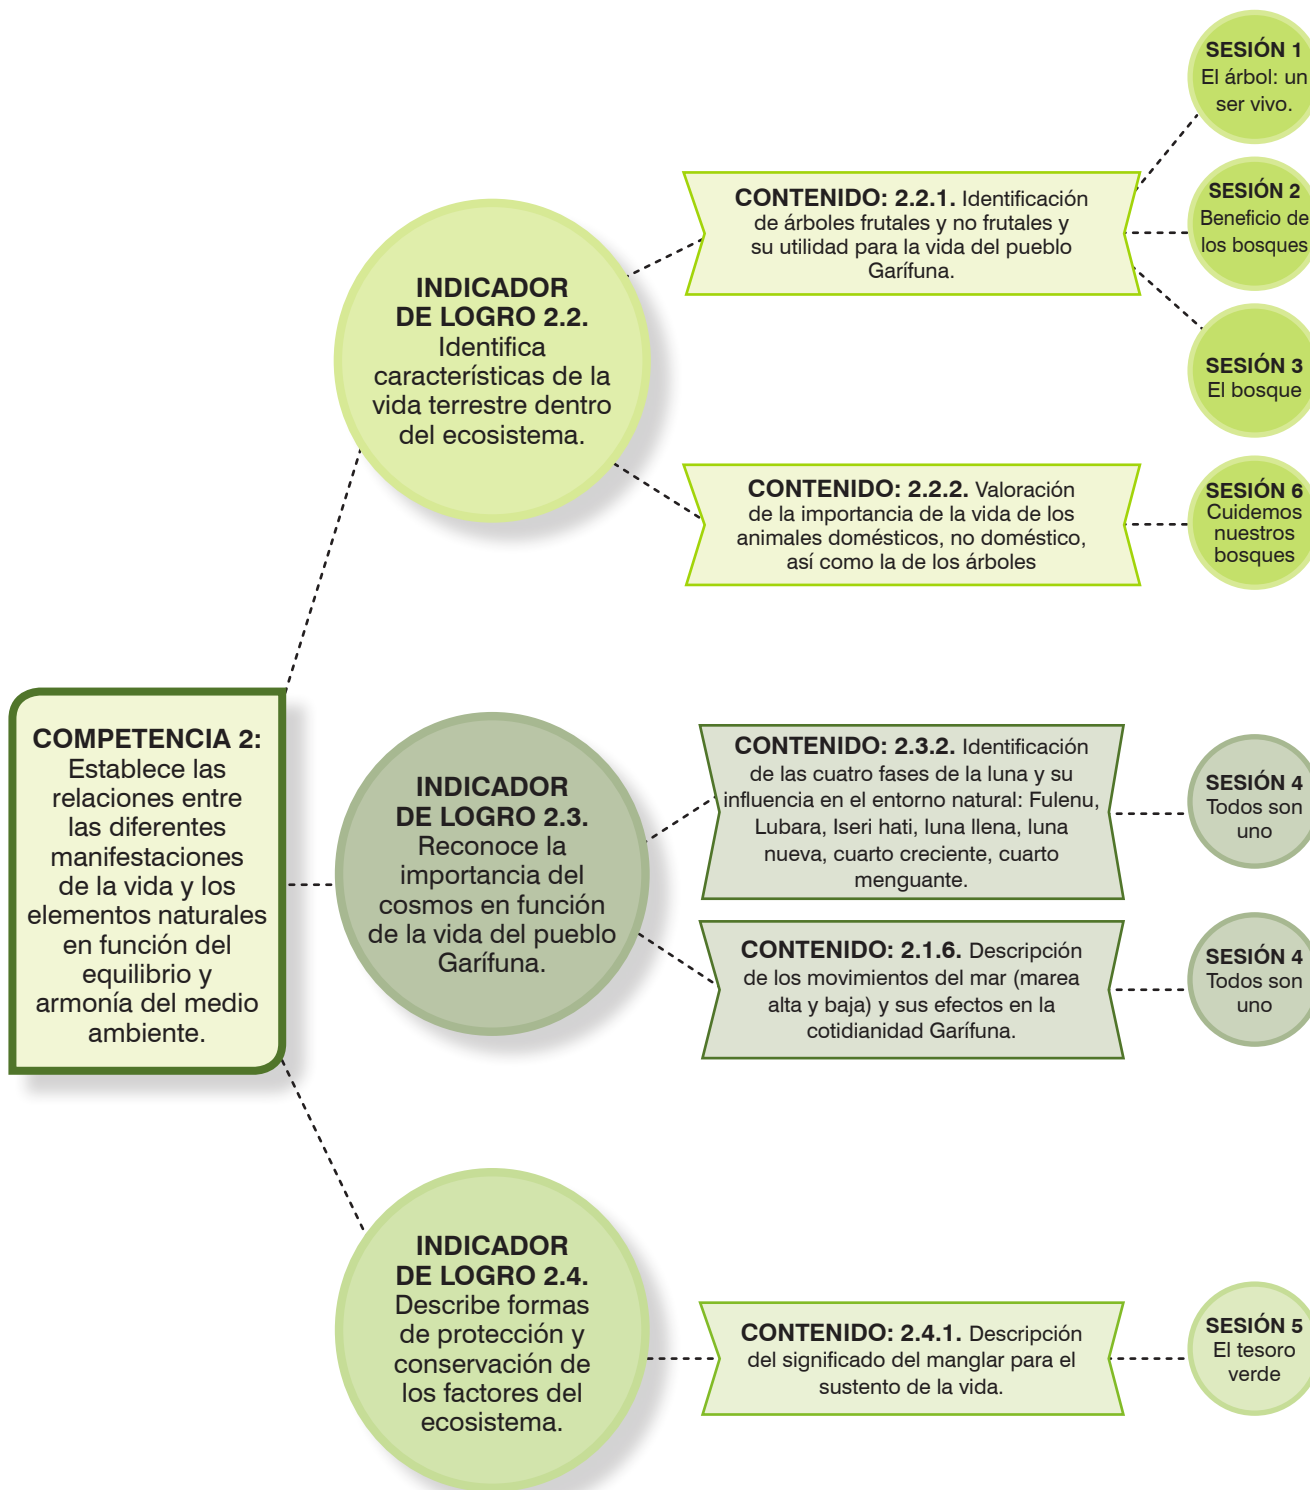 COMPETENCIA 2:
Establece las
relaciones entre
las diferentes
manifestaciones
de la vida y los
elementos naturales
en función del
equilibrio y
armonía del medio
ambiente.
INDICADOR
DE LOGRO 2.2.
Identifica
características de la
vida terrestre dentro
del ecosistema.
CONTENIDO: 2.2.1. Identificación
de árboles frutales y no frutales y
su utilidad para la vida del pueblo
Garífuna.
SESIÓN 1
El árbol: un
ser vivo.
SESIÓN 2
Beneficio de
los bosques
SESIÓN 3
El bosque
CONTENIDO: 2.2.2. Valoración
de la importancia de la vida de los
animales domésticos, no doméstico,
así como la de los árboles
SESIÓN 6
Cuidemos
nuestros
bosques
INDICADOR
DE LOGRO 2.3.
Reconoce la
importancia del
cosmos en función
de la vida del pueblo
Garífuna.
CONTENIDO: 2.3.2. Identificación
de las cuatro fases de la luna y su
influencia en el entorno natural: Fulenu,
Lubara, Iseri hati, luna llena, luna
nueva, cuarto creciente, cuarto
menguante.
SESIÓN 4
Todos son
uno
CONTENIDO: 2.1.6. Descripción
de los movimientos del mar (marea
alta y baja) y sus efectos en la
cotidianidad Garífuna.
SESIÓN 4
Todos son
uno
INDICADOR
DE LOGRO 2.4.
Describe formas
de protección y
conservación de
los factores del
ecosistema.
CONTENIDO: 2.4.1. Descripción
del significado del manglar para el
sustento de la vida.
SESIÓN 5
El tesoro
verde